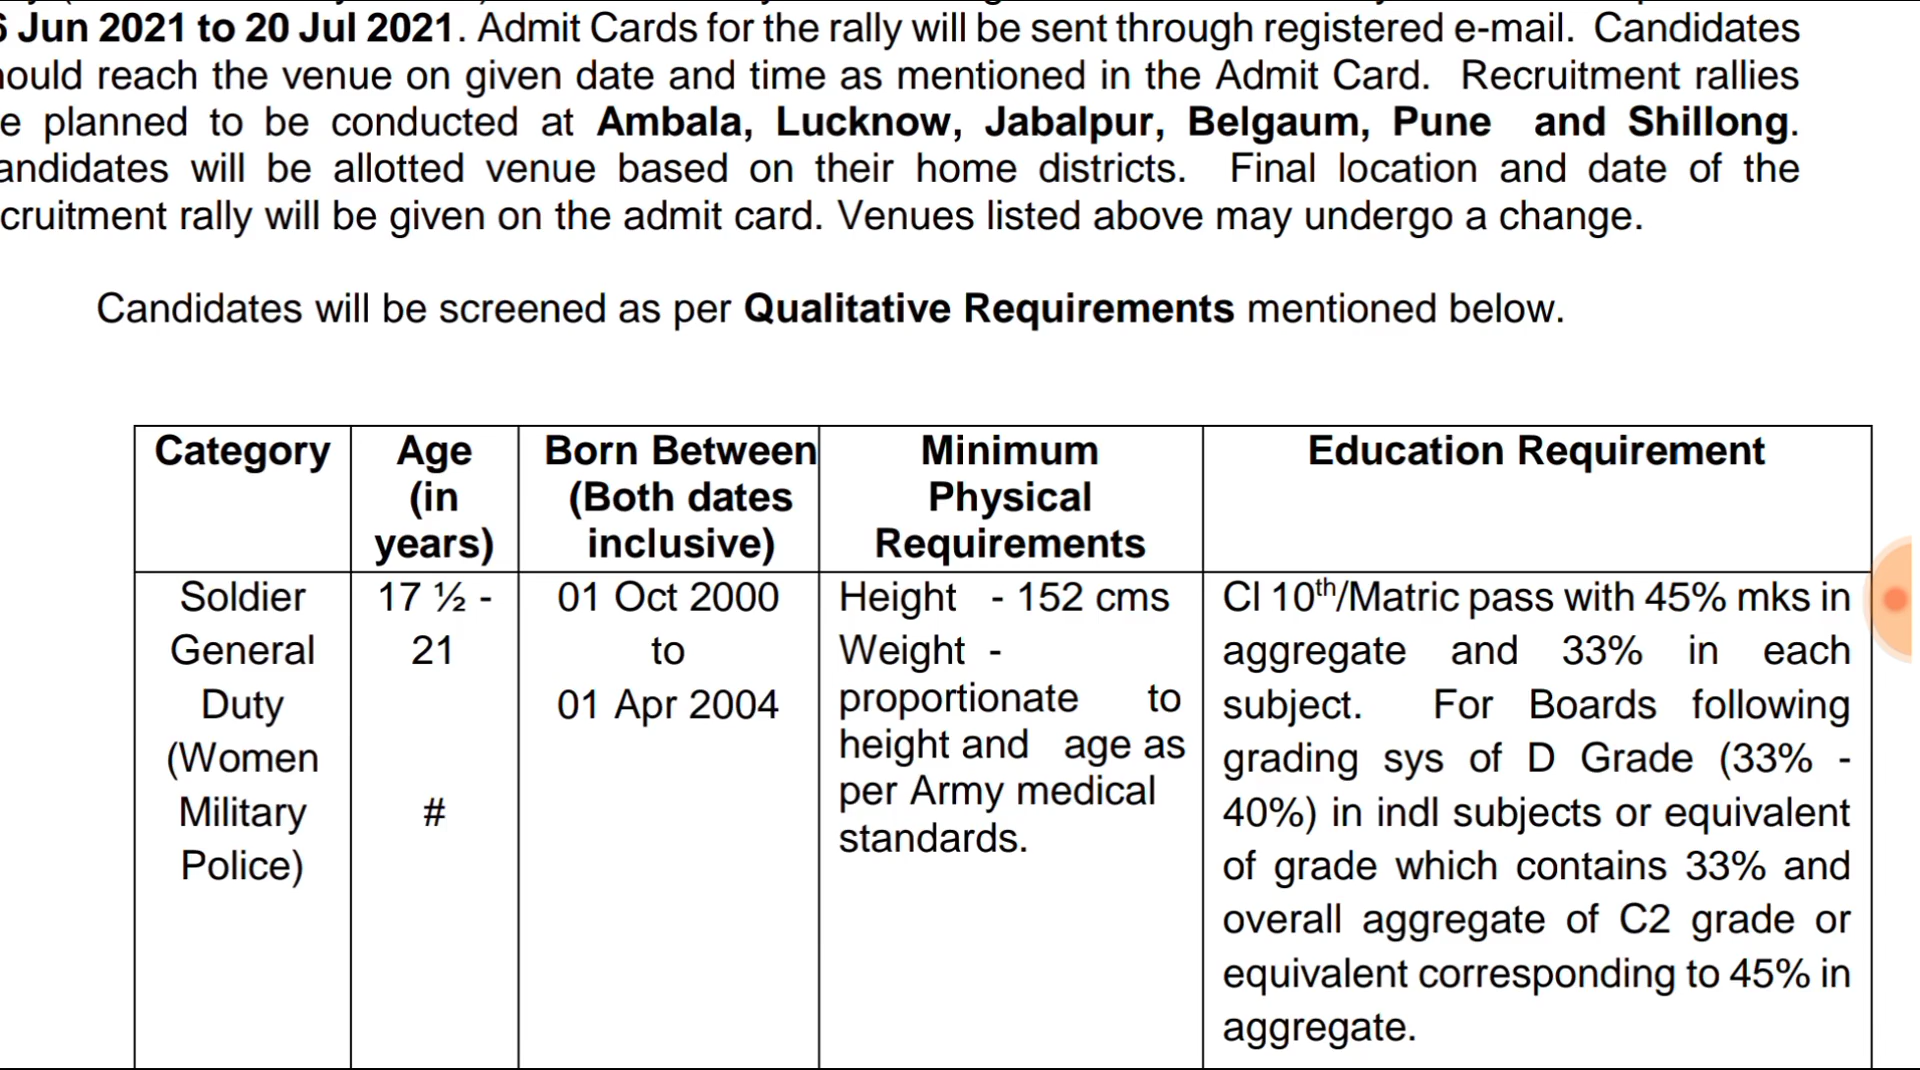 6 Jun 2021 to 20 Jul 2021. Admit Cards for the rally will be sent through registered e-mail. Candidates
ould reach the venue on given date and time as mentioned in the Admit Card. Recruitment rallies
e planned to be conducted at Ambala, Lucknow, Jabalpur, Belgaum, Pune and Shillong.
andidates will be allotted venue based on their home districts. Final location and date of the
cruitment rally will be given on the admit card. Venues listed above may undergo a change.
Candidates will be screened as per Qualitative Requirements mentioned below.
Category
Age
(in
years)
Born Between
(Both dates
inclusive)
Minimum
Physical
Requirements
Education Requirement
Soldier
General
Duty
(Women
Military
Police)
17 ½ -
21
#
01 Oct 2000
to
01 Apr 2004
Height - 152 cms
Weight -
proportionate to
height and age as
per Army medical
standards.
Cl 10th/Matric pass with 45% mks in
aggregate and 33% in each
subject. For Boards following
grading sys of D Grade (33% -
40%) in indl subjects or equivalent
of grade which contains 33% and
overall aggregate of C2 grade or
equivalent corresponding to 45% in
aggregate.